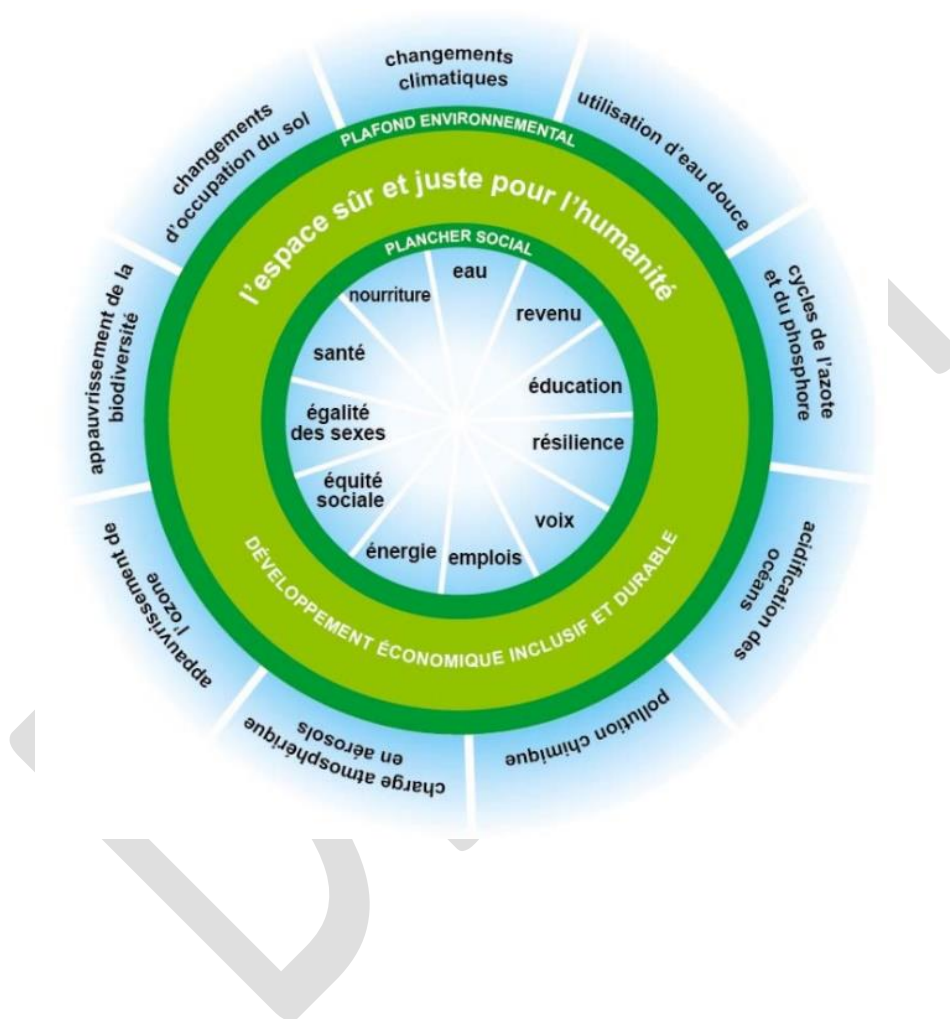 changements
climatiques
utilisation d'eau douce
cycles de l'azote
et du phosphore
acidification des
océans
pollution chimique
charge atmosphérique
en aérosols
appauvrissement de
l'ozone
appauvrissement de la
biodiversité
changements
d'occupation du sol
PLAFOND ENVIRONNEMENTAL
l'espace sûr et juste pour l'humanité
PLANCHER SOCIAL
eau
revenu
éducation
résilience
voix
emplois
énergie
équité
sociale
égalité
des sexes
santé
nourriture
DÉVELOPPEMENT ÉCONOMIQUE INCLUSIF ET DURABLE